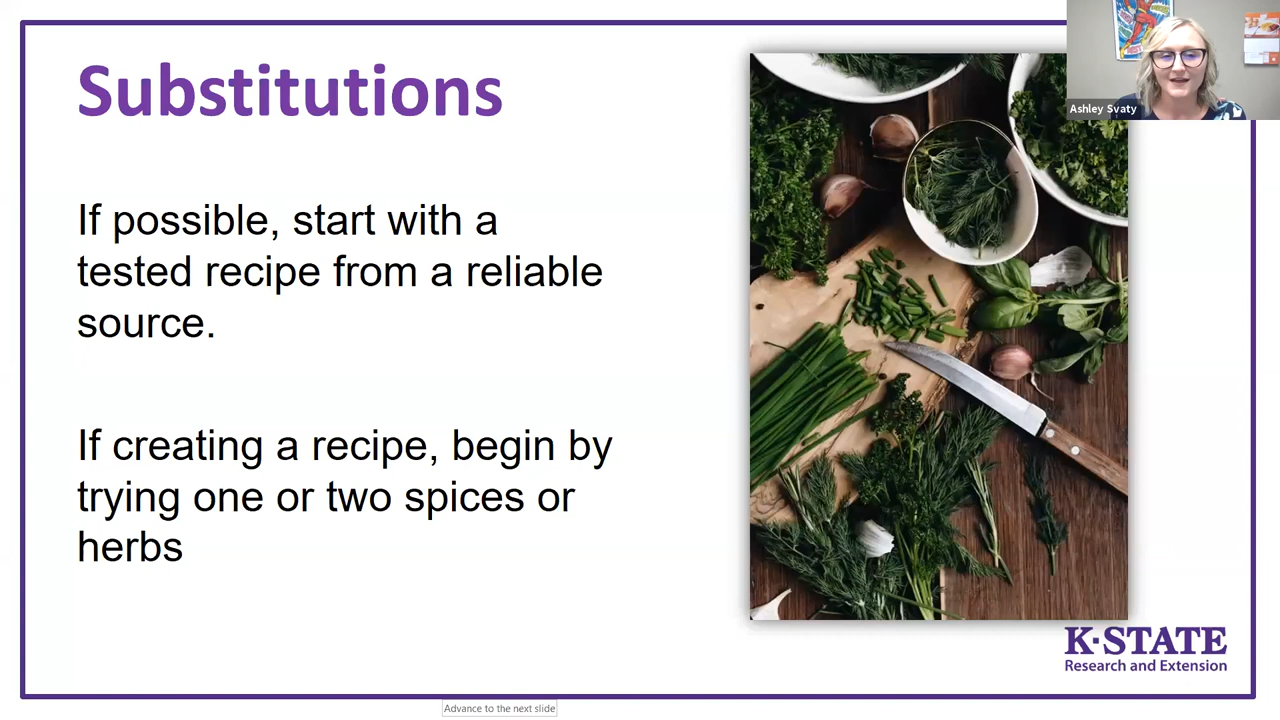 Substitutions
If possible, start with a
tested recipe from a reliable
source.
If creating a recipe, begin by
trying one or two spices or
herbs
Ashley Svaty
K·STATE
Research and Extension
Advance to the next slide